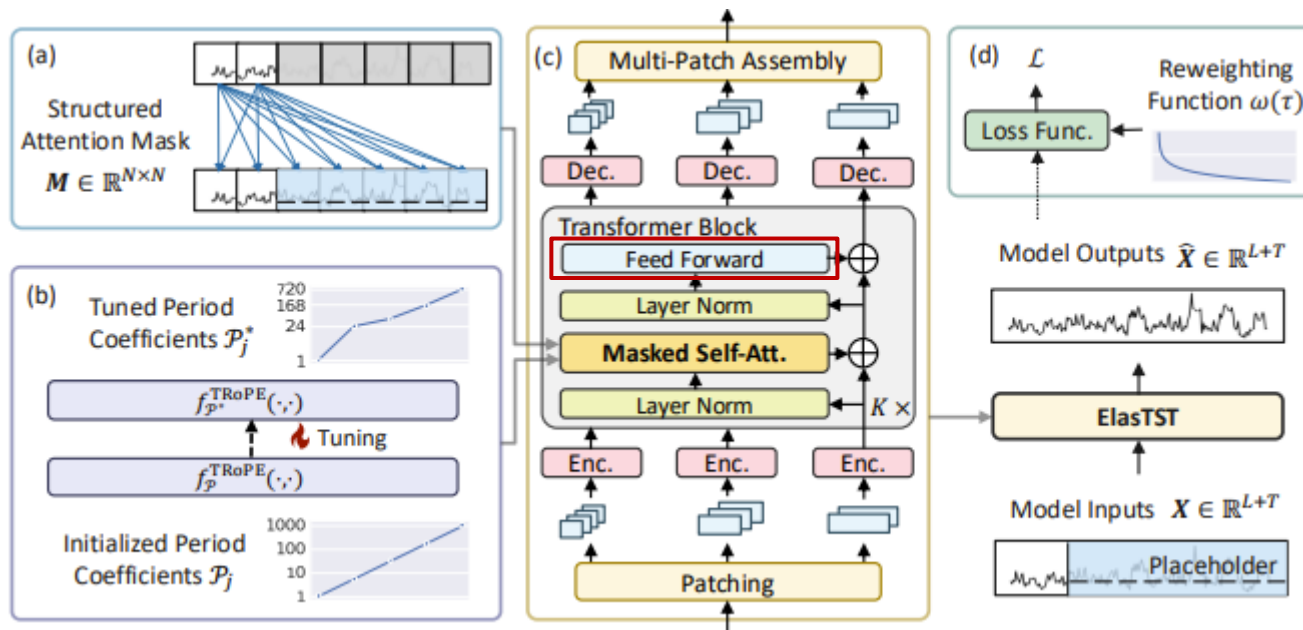 (a)
Structured
Attention Mask
M ∈ ℝ^{N×N}
(b)
Tuned Period
Coefficients 𝒫_j^*
720
168
24
1
f_{𝒫^*}^{TRoPE}(·,·)
Tuning
f_{𝒫}^{TRoPE}(·,·)
Initialized Period
Coefficients 𝒫_j
1000
100
10
1
(c)
Multi-Patch Assembly
Dec.
Dec.
Dec.
Transformer Block
Feed Forward
Layer Norm
Masked Self-Att.
Layer Norm
K ×
Enc.
Enc.
Enc.
Patching
(d)
ℒ
Reweighting
Function ω(τ)
Loss Func.
Model Outputs X̂ ∈ ℝ^{L+T}
ElasTST
Model Inputs X ∈ ℝ^{L+T}
Placeholder